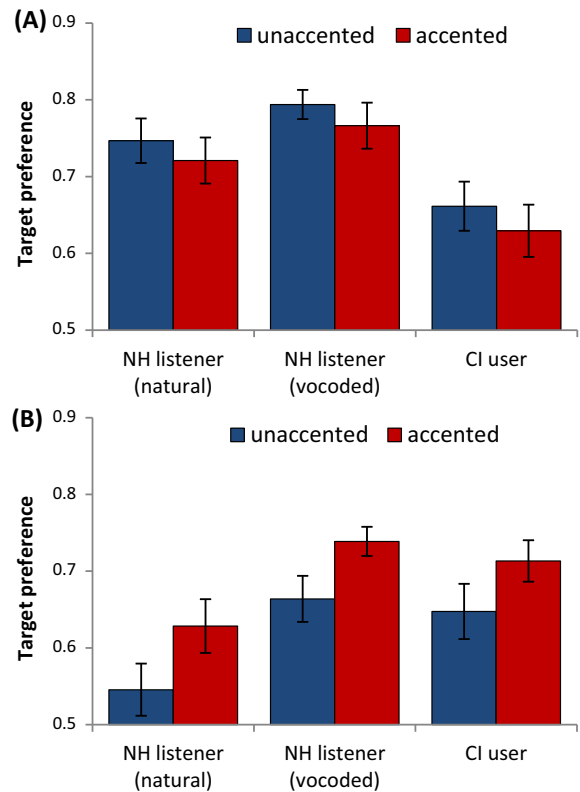 (A)
0.9
unaccented accented
0.8
0.7
0.6
0.5
Target preference
NH listener (natural)
NH listener (vocoded)
CI user
(B)
0.9
unaccented accented
0.8
0.7
0.6
0.5
Target preference
NH listener (natural)
NH listener (vocoded)
CI user